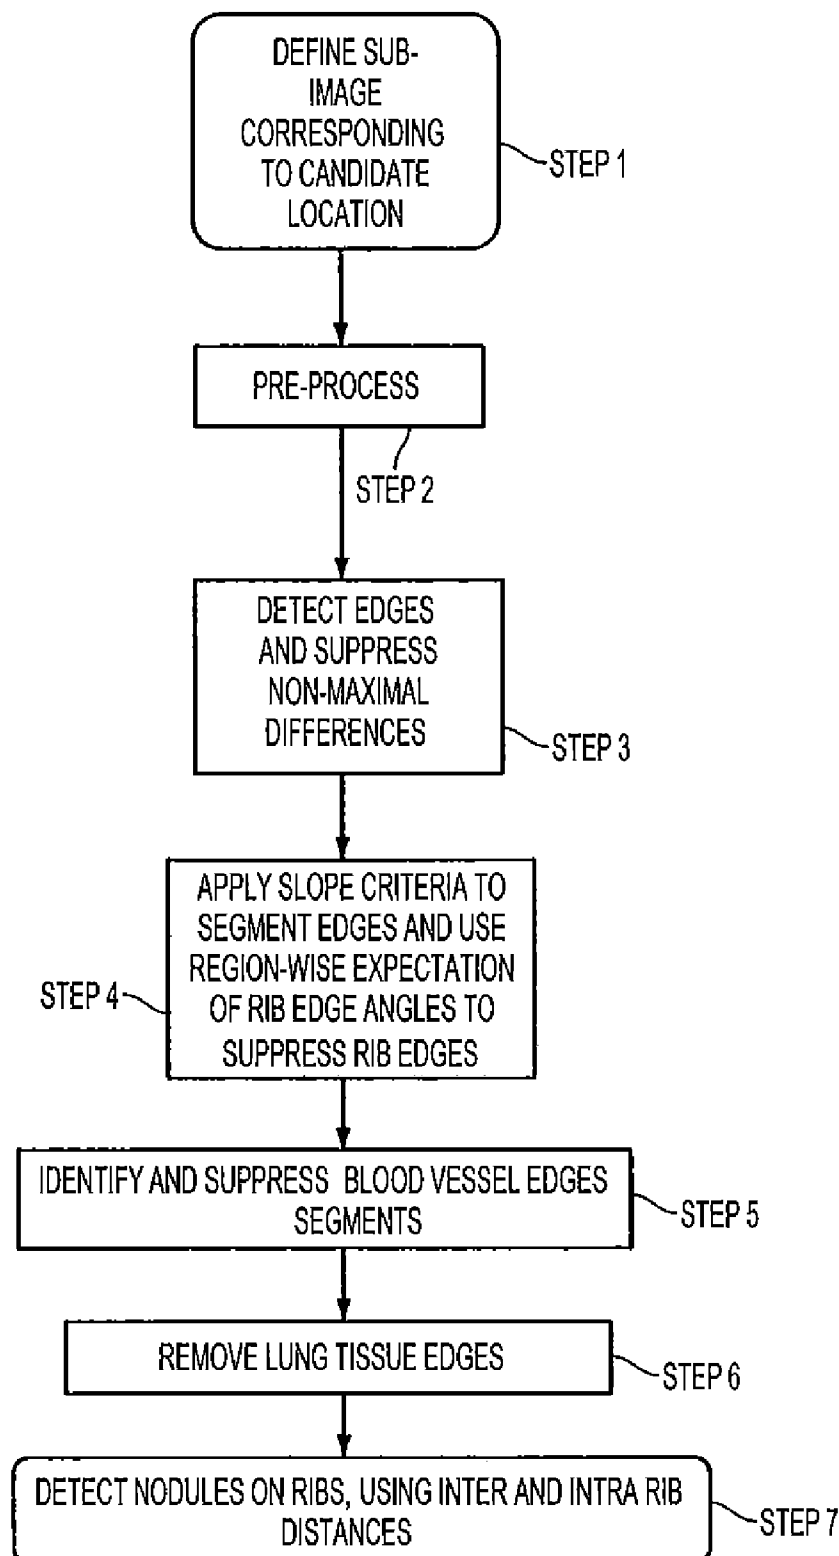 DEFINE SUB-
IMAGE
CORRESPONDING
TO CANDIDATE
LOCATION
STEP 1
PRE-PROCESS
STEP 2
DETECT EDGES
AND SUPPRESS
NON-MAXIMAL
DIFFERENCES
STEP 3
APPLY SLOPE CRITERIA TO
SEGMENT EDGES AND USE
REGION-WISE EXPECTATION
OF RIB EDGE ANGLES TO
SUPPRESS RIB EDGES
STEP 4
IDENTIFY AND SUPPRESS BLOOD VESSEL EDGES
SEGMENTS
STEP 5
REMOVE LUNG TISSUE EDGES
STEP 6
DETECT NODULES ON RIBS, USING INTER AND INTRA RIB
DISTANCES
STEP 7